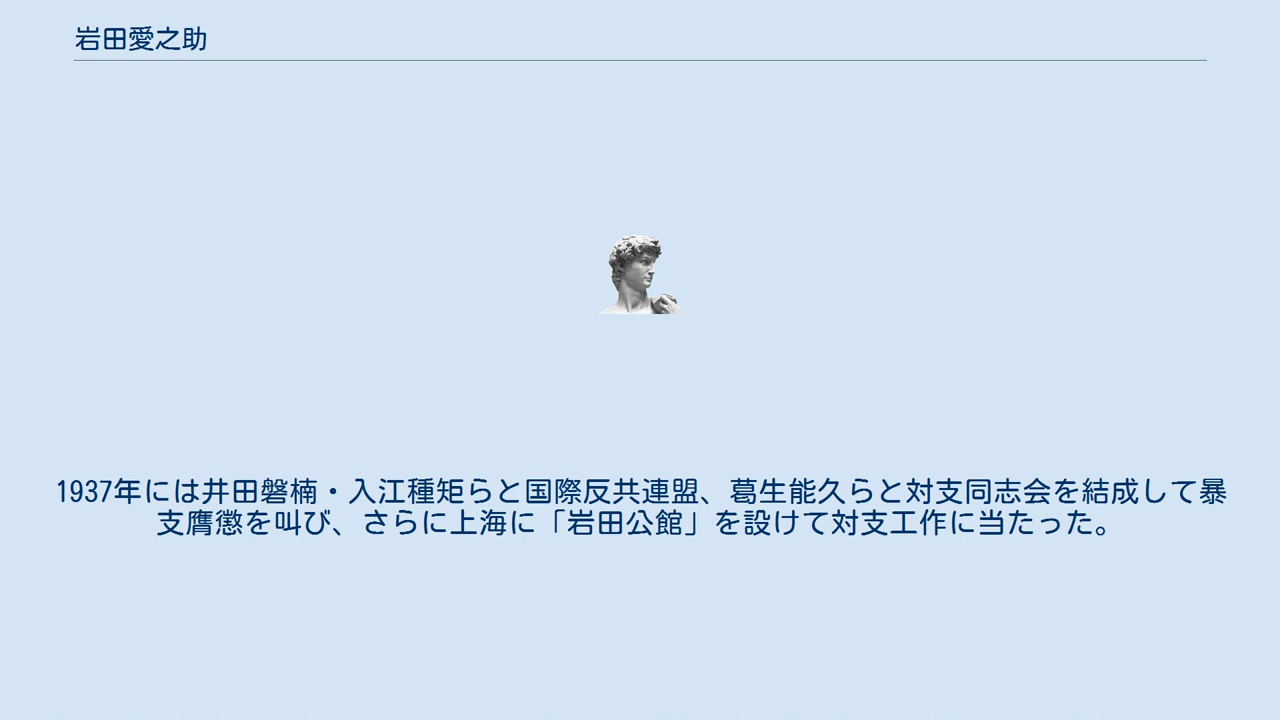 岩田愛之助
1937年には井田磐楠・入江種矩らと国際反共連盟、葛生能久らと対支同志会を結成して暴
支膺懲を叫び、さらに上海に「岩田公館」を設けて対支工作に当たった。